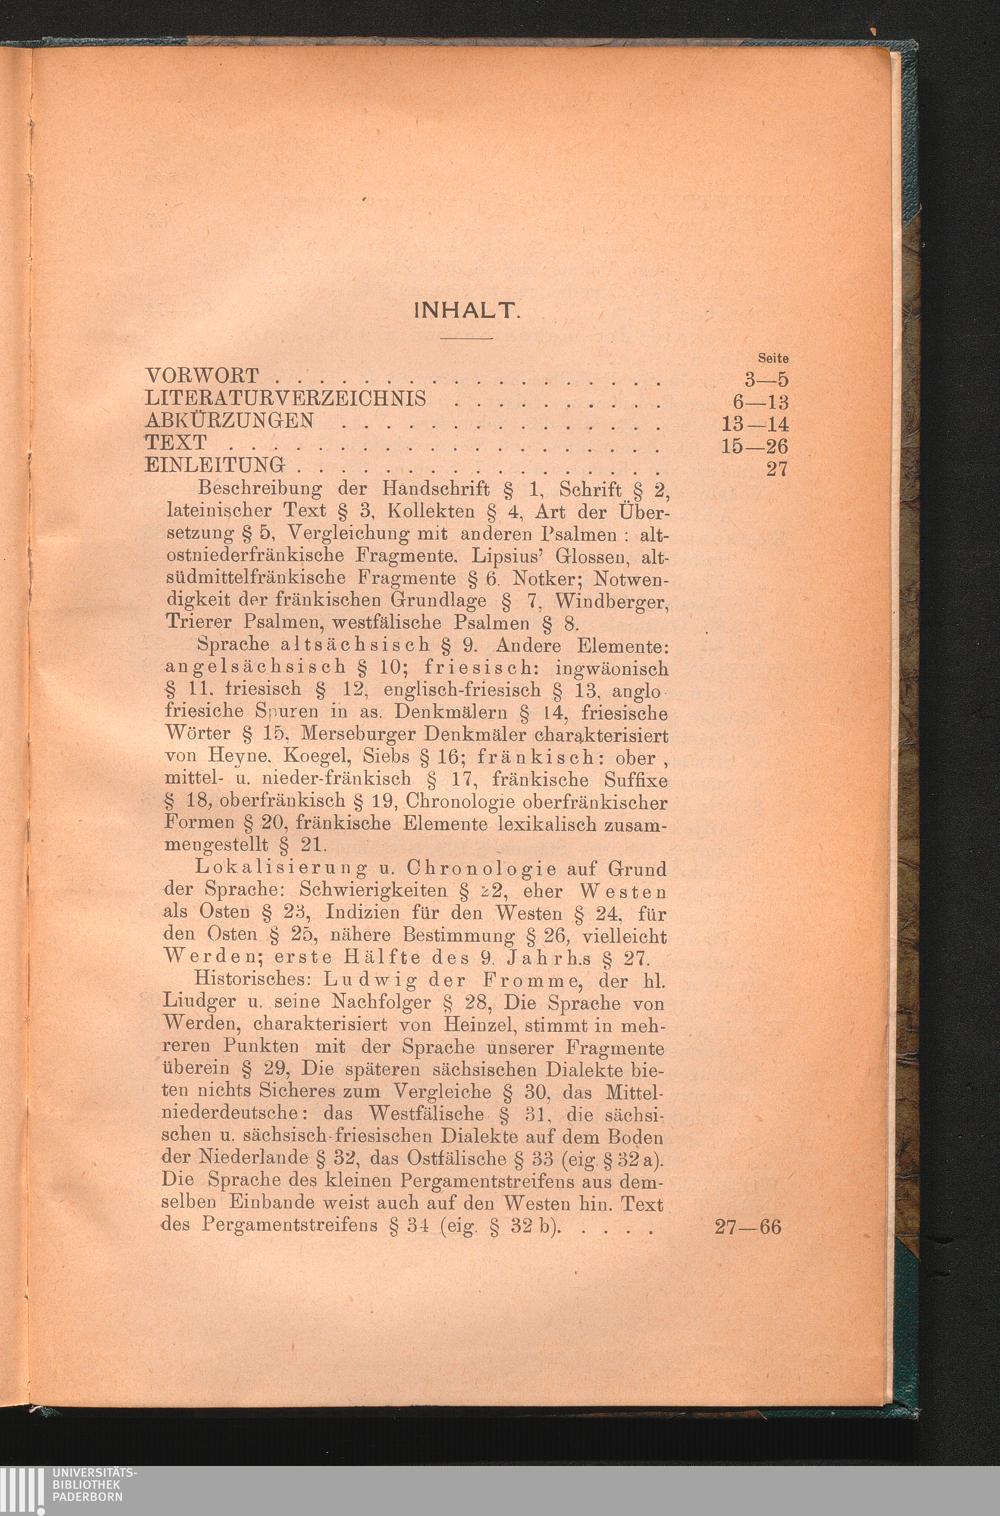 INHALT.
Seite
VORWORT . . . . . . . . . . . . . . . . . . 3—5
LITERATURVERZEICHNIS . . . . . . . . . . 6—13
ABKÜRZUNGEN . . . . . . . . . . . . . . . 13—14
TEXT . . . . . . . . . . . . . . . . . . . . 15—26
EINLEITUNG . . . . . . . . . . . . . . . . . 27
Beschreibung der Handschrift § 1, Schrift § 2,
lateinischer Text § 3, Kollekten § 4, Art der Über-
setzung § 5, Vergleichung mit anderen Psalmen : alt-
ostniederfränkische Fragmente. Lipsius’ Glossen, alt-
südmittelfränkische Fragmente § 6. Notker; Notwen-
digkeit der fränkischen Grundlage § 7, Windberger,
Trierer Psalmen, westfälische Psalmen § 8.
Sprache altsächsisch § 9. Andere Elemente:
angelsächsisch § 10; friesisch: ingwäonisch
§ 11. friesisch § 12, englisch-friesisch § 13, anglo-
friesiche Spuren in as. Denkmälern § 14, friesische
Wörter § 15, Merseburger Denkmäler charakterisiert
von Heyne, Koegel, Siebs § 16; fränkisch: ober ,
mittel- u. nieder-fränkisch § 17, fränkische Suffixe
§ 18, oberfränkisch § 19, Chronologie oberfränkischer
Formen § 20, fränkische Elemente lexikalisch zusam-
mengestellt § 21.
Lokalisierung u. Chronologie auf Grund
der Sprache: Schwierigkeiten § 22, eher Westen
als Osten § 23, Indizien für den Westen § 24, für
den Osten § 25, nähere Bestimmung § 26, vielleicht
Werden; erste Hälfte des 9. Jahrh.s § 27.
Historisches: Ludwig der Fromme, der hl.
Liudger u. seine Nachfolger § 28, Die Sprache von
Werden, charakterisiert von Heinzel, stimmt in meh-
reren Punkten mit der Sprache unserer Fragmente
überein § 29, Die späteren sächsischen Dialekte bie-
ten nichts Sicheres zum Vergleiche § 30, das Mittel-
niederdeutsche: das Westfälische § 31, die sächsi-
schen u. sächsisch-friesischen Dialekte auf dem Boden
der Niederlande § 32, das Ostfälische § 33 (eig. § 32 a).
Die Sprache des kleinen Pergamentstreifens aus dem-
selben Einbande weist auch auf den Westen hin. Text
des Pergamentstreifens § 34 (eig. § 32 b). . . . . . 27—66
UNIVERSITÄTS-
BIBLIOTHEK
PADERBORN